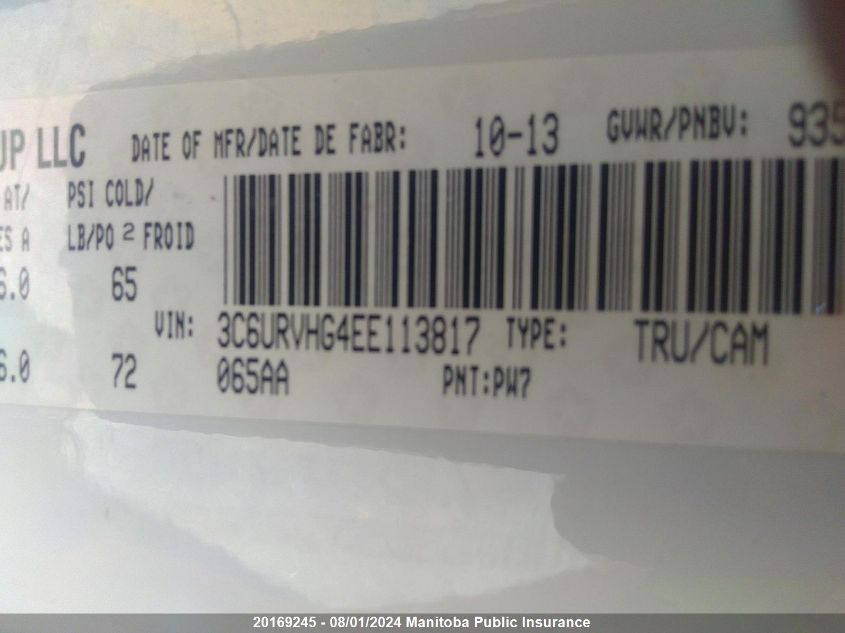 UP LLC DATE OF MFR/DATE DE FABR: 10-13 GVWR/PNBV: 935
AT/ PSI COLD/
ES A LB/PO 2 FROID
6.0 65
VIN: 3C6URVHG4EE113817 TYPE: TRU/CAM
6.0 72 065AA PNT:PW7
20169245 - 08/01/2024 Manitoba Public Insurance